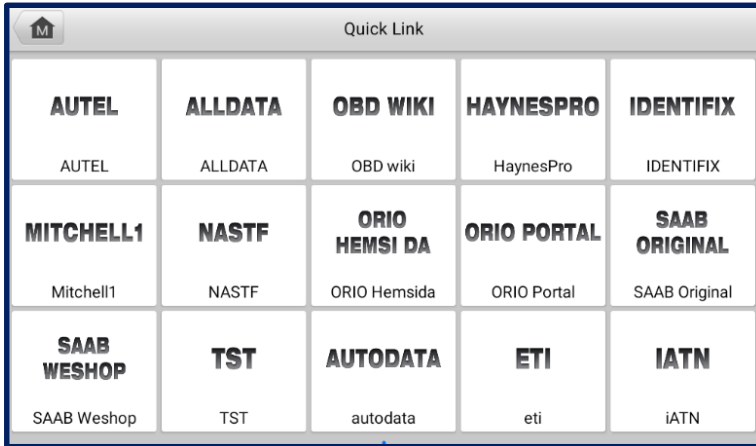 M
Quick Link
AUTEL
AUTEL
ALLDATA
ALLDATA
OBD WIKI
OBD wiki
HAYNESPRO
HaynesPro
IDENTIFIX
IDENTIFIX
MITCHELL1
Mitchell1
NASTF
NASTF
ORIO
HEMSI DA
ORIO Hemsida
ORIO PORTAL
ORIO Portal
SAAB
ORIGINAL
SAAB Original
SAAB
WESHOP
SAAB Weshop
TST
TST
AUTODATA
autodata
ETI
eti
IATN
iATN